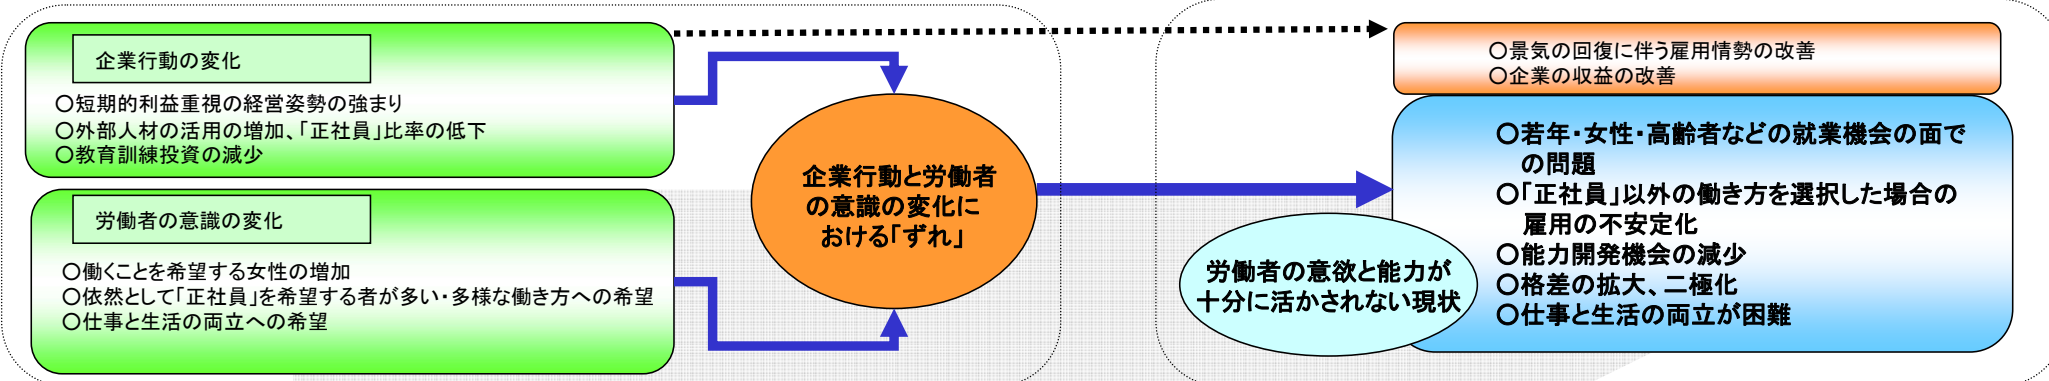 企業行動の変化
○短期的利益重視の経営姿勢の強まり
○外部人材の活用の増加、「正社員」比率の低下
○教育訓練投資の減少
労働者の意識の変化
○働くことを希望する女性の増加
○依然として「正社員」を希望する者が多い・多様な働き方への希望
○仕事と生活の両立への希望
企業行動と労働者
の意識の変化に
おける「ずれ」
○景気の回復に伴う雇用情勢の改善
○企業の収益の改善
○若年・女性・高齢者などの就業機会の面で
の問題
○「正社員」以外の働き方を選択した場合の
雇用の不安定化
○能力開発機会の減少
○格差の拡大、二極化
○仕事と生活の両立が困難
労働者の意欲と能力が
十分に活かされない現状